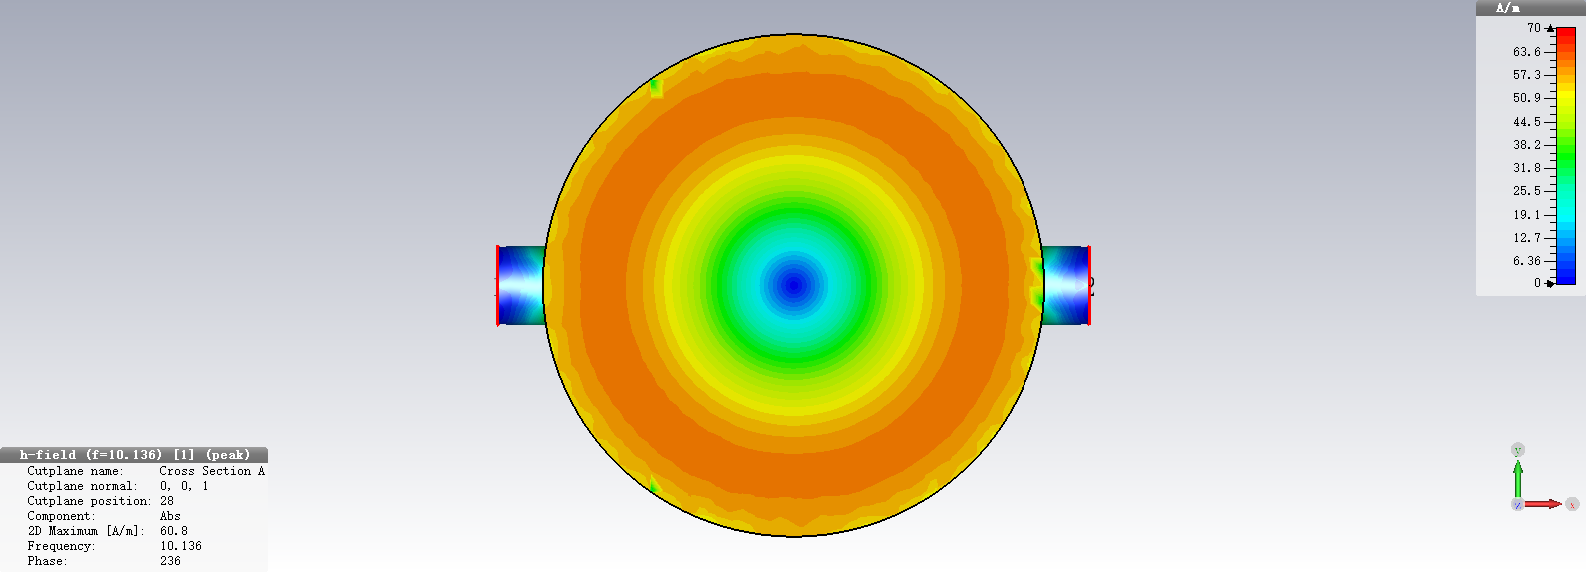 A/m
70
63.6
57.3
50.9
44.5
38.2
31.8
25.5
19.1
12.7
6.36
0
h-field (f=10.136) [1] (peak)
Cutplane name: Cross Section A
Cutplane normal: 0, 0, 1
Cutplane position: 28
Component: Abs
2D Maximum [A/m]: 60.8
Frequency: 10.136
Phase: 236
y
z x